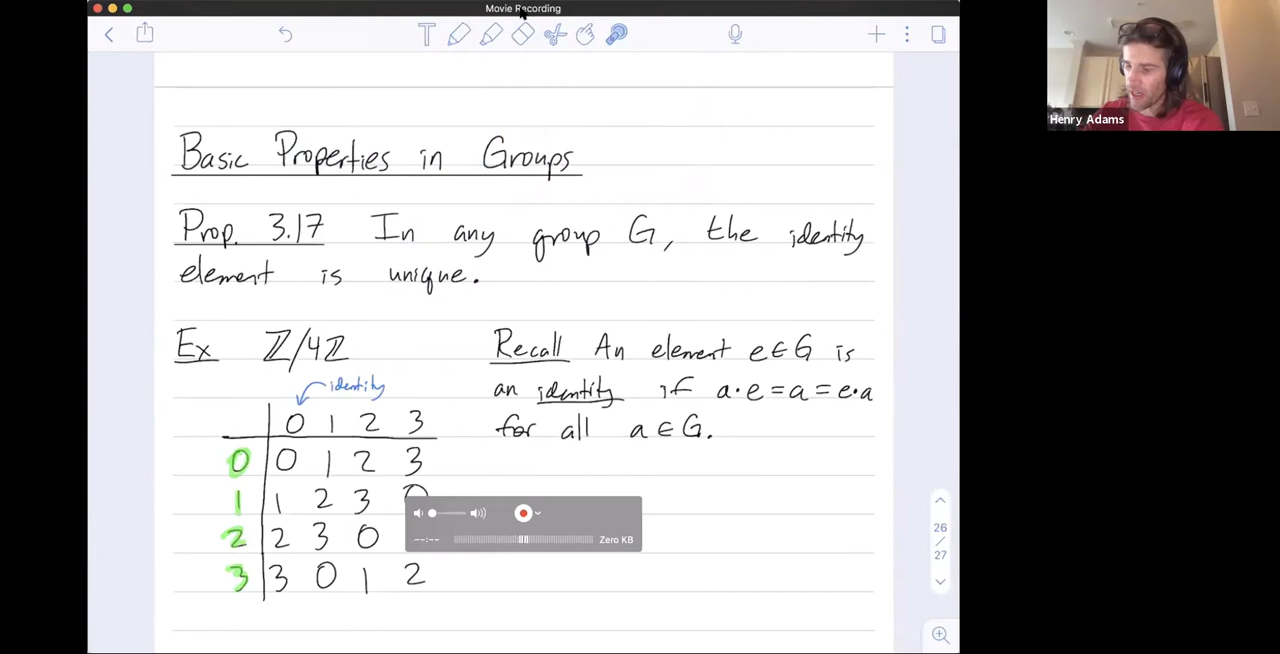 Movie Recording
Henry Adams
Basic Properties in Groups
Prop. 3.17 In any group G, the identity
element is unique.
Ex ℤ/4ℤ
identity
0 1 2 3
0 0 1 2 3
1 1 2 3 0
2 2 3 0
3 3 0 1 2
Recall An element e∈G is
an identity if a·e=a=e·a
for all a∈G.
--:--
Zero KB
26
/
27